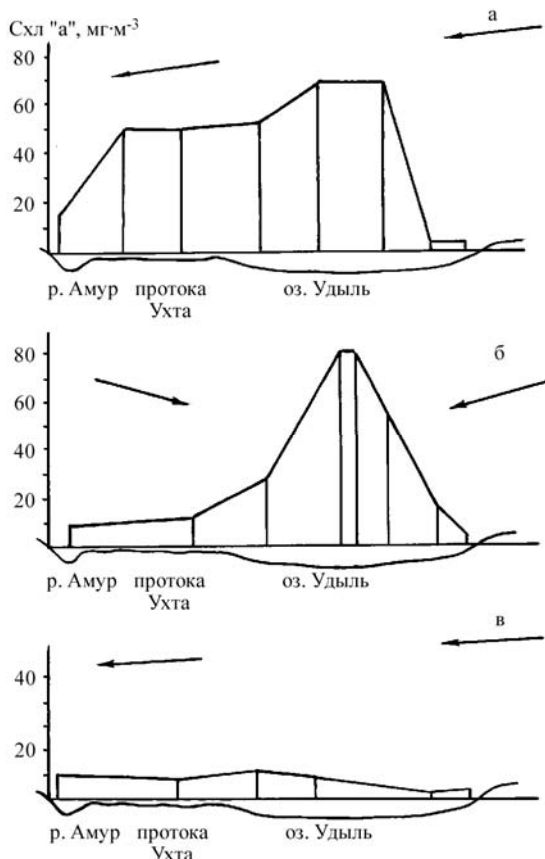 Схл "а", мг·м⁻³
а
80
60
40
20
р. Амур протока оз. Удыль
Ухта
80
б
60
40
20
р. Амур протока оз. Удыль
Ухта
в
40
20
р. Амур протока оз. Удыль
Ухта